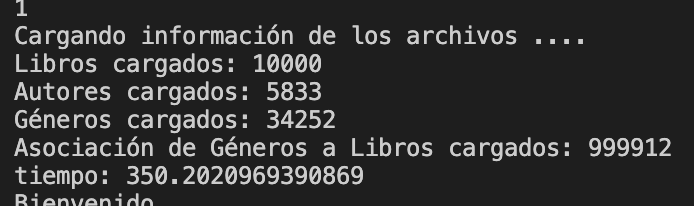 1
Cargando información de los archivos ....
Libros cargados: 10000
Autores cargados: 5833
Géneros cargados: 34252
Asociación de Géneros a Libros cargados: 999912
tiempo: 350.2020969390869
Bienvenido